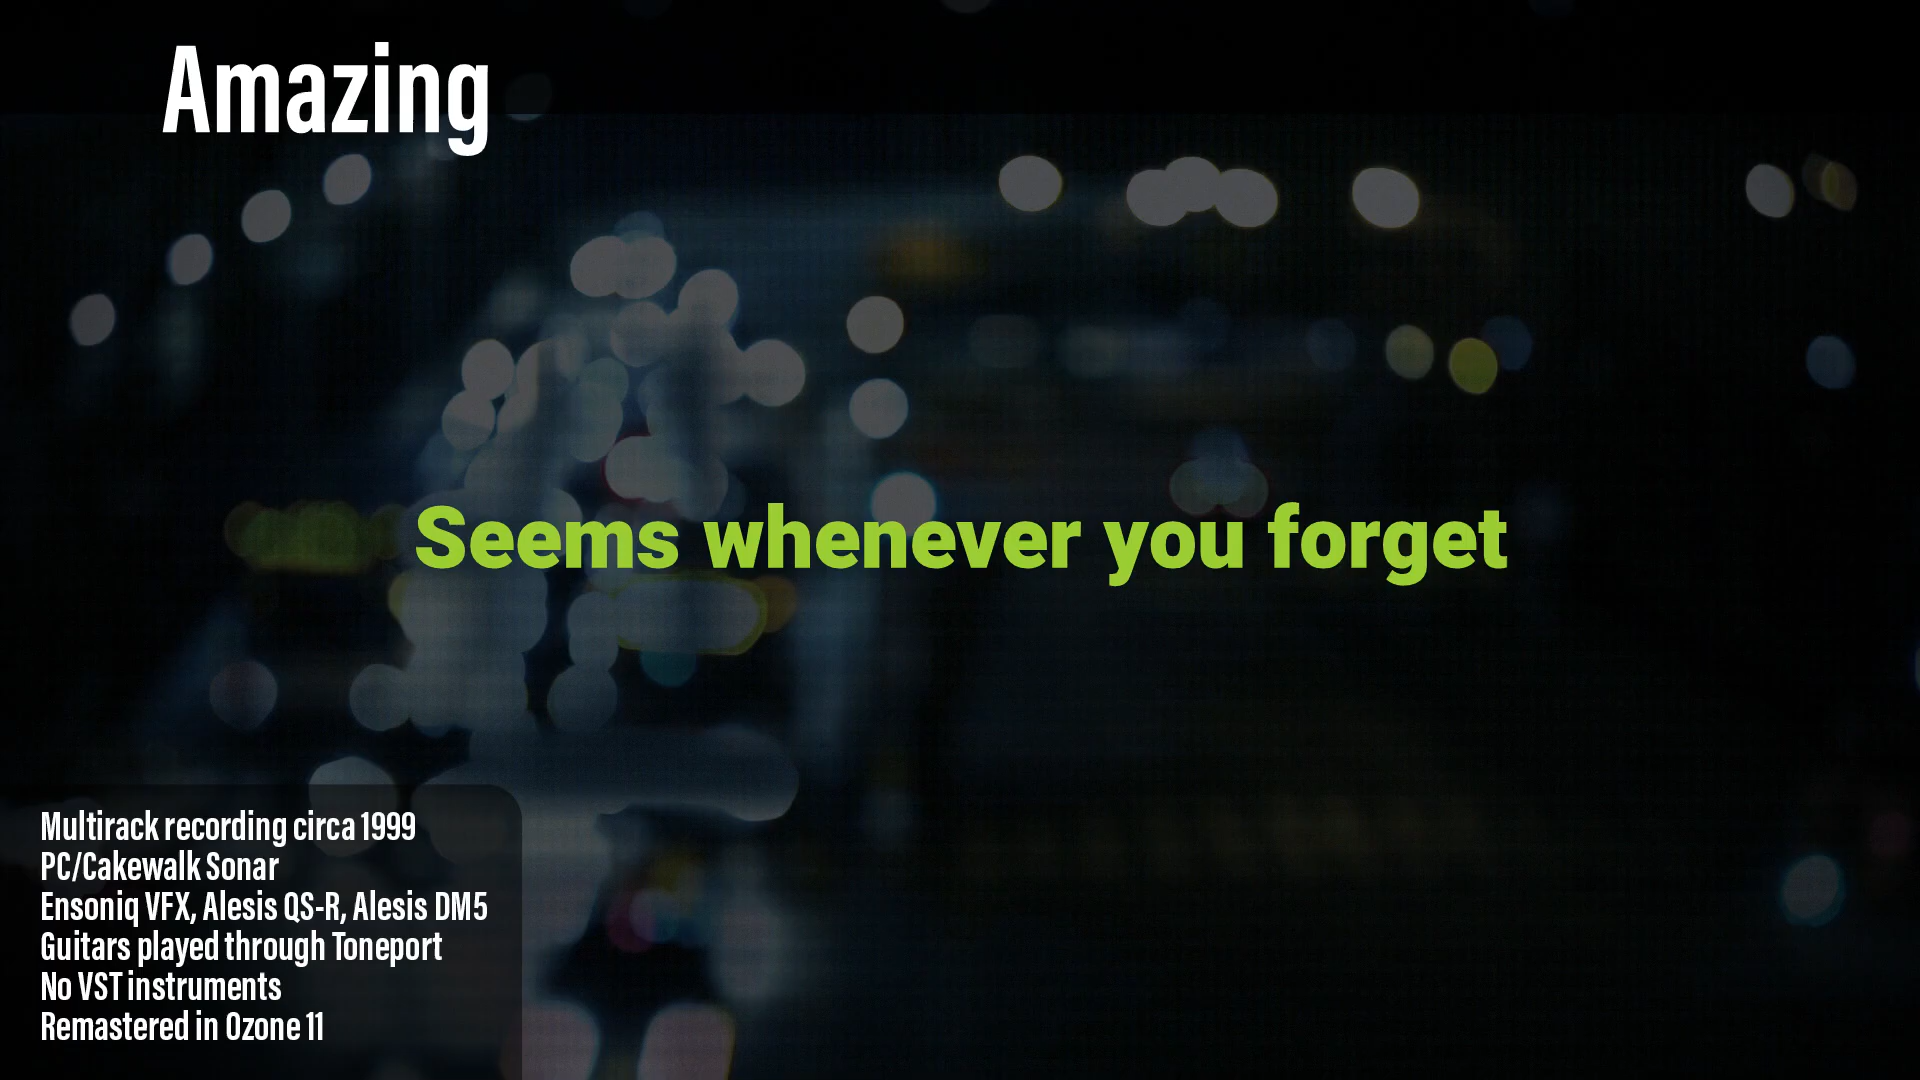 Amazing
Seems whenever you forget
Multirack recording circa 1999
PC/Cakewalk Sonar
Ensoniq VFX, Alesis QS-R, Alesis DM5
Guitars played through Toneport
No VST instruments
Remastered in Ozone 11